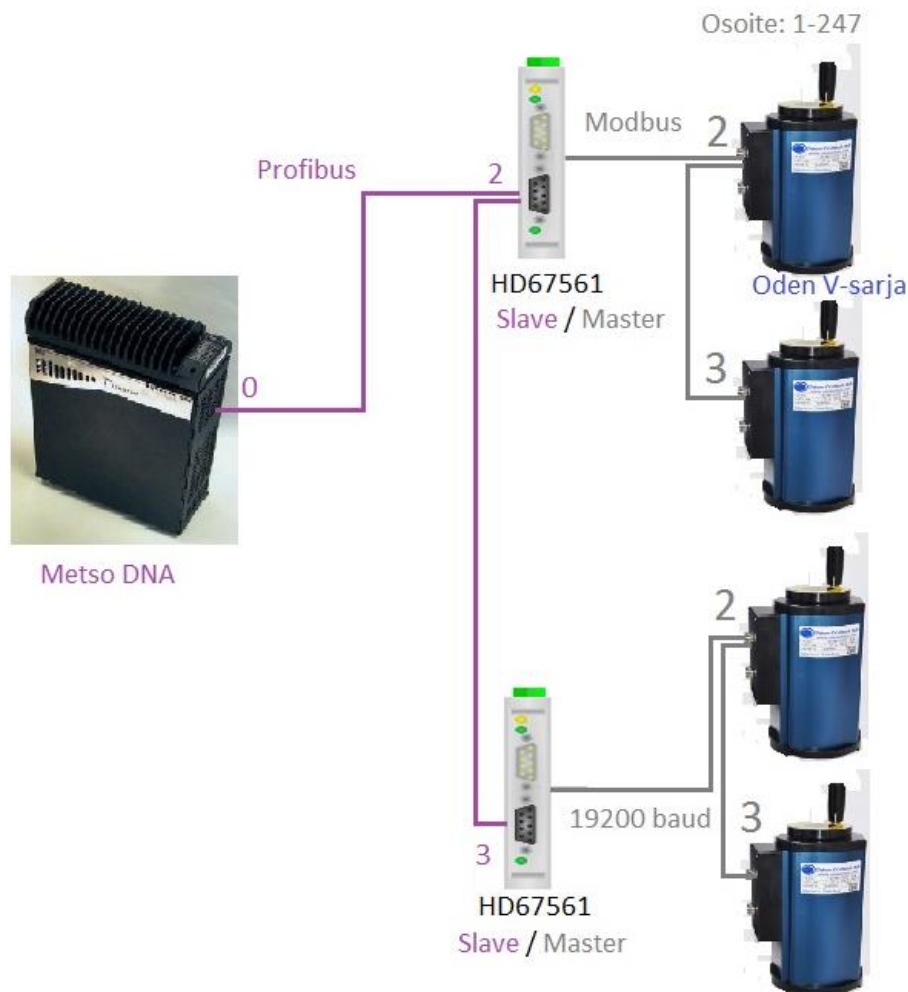 Osoite: 1-247
Modbus
2
Profibus
2
HD67561
Slave / Master
Oden V-sarja
3
0
Metso DNA
2
19200 baud
3
3
HD67561
Slave / Master